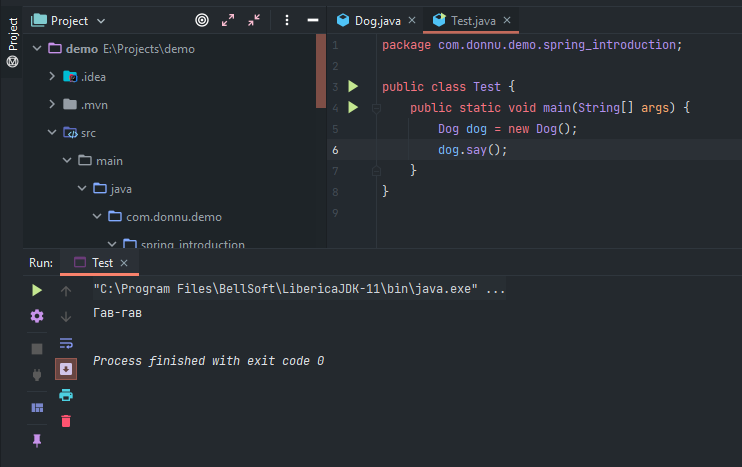 Project
Project
demo E:\Projects\demo
.idea
.mvn
src
main
java
com.donnu.demo
spring_introduction
Dog.java
Test.java
1 package com.donnu.demo.spring_introduction;
2
3 public class Test {
4 public static void main(String[] args) {
5 Dog dog = new Dog();
6 dog.say();
7 }
8 }
9
Run: Test
"C:\Program Files\BellSoft\LibericaJDK-11\bin\java.exe" ...
Гав-гав
Process finished with exit code 0